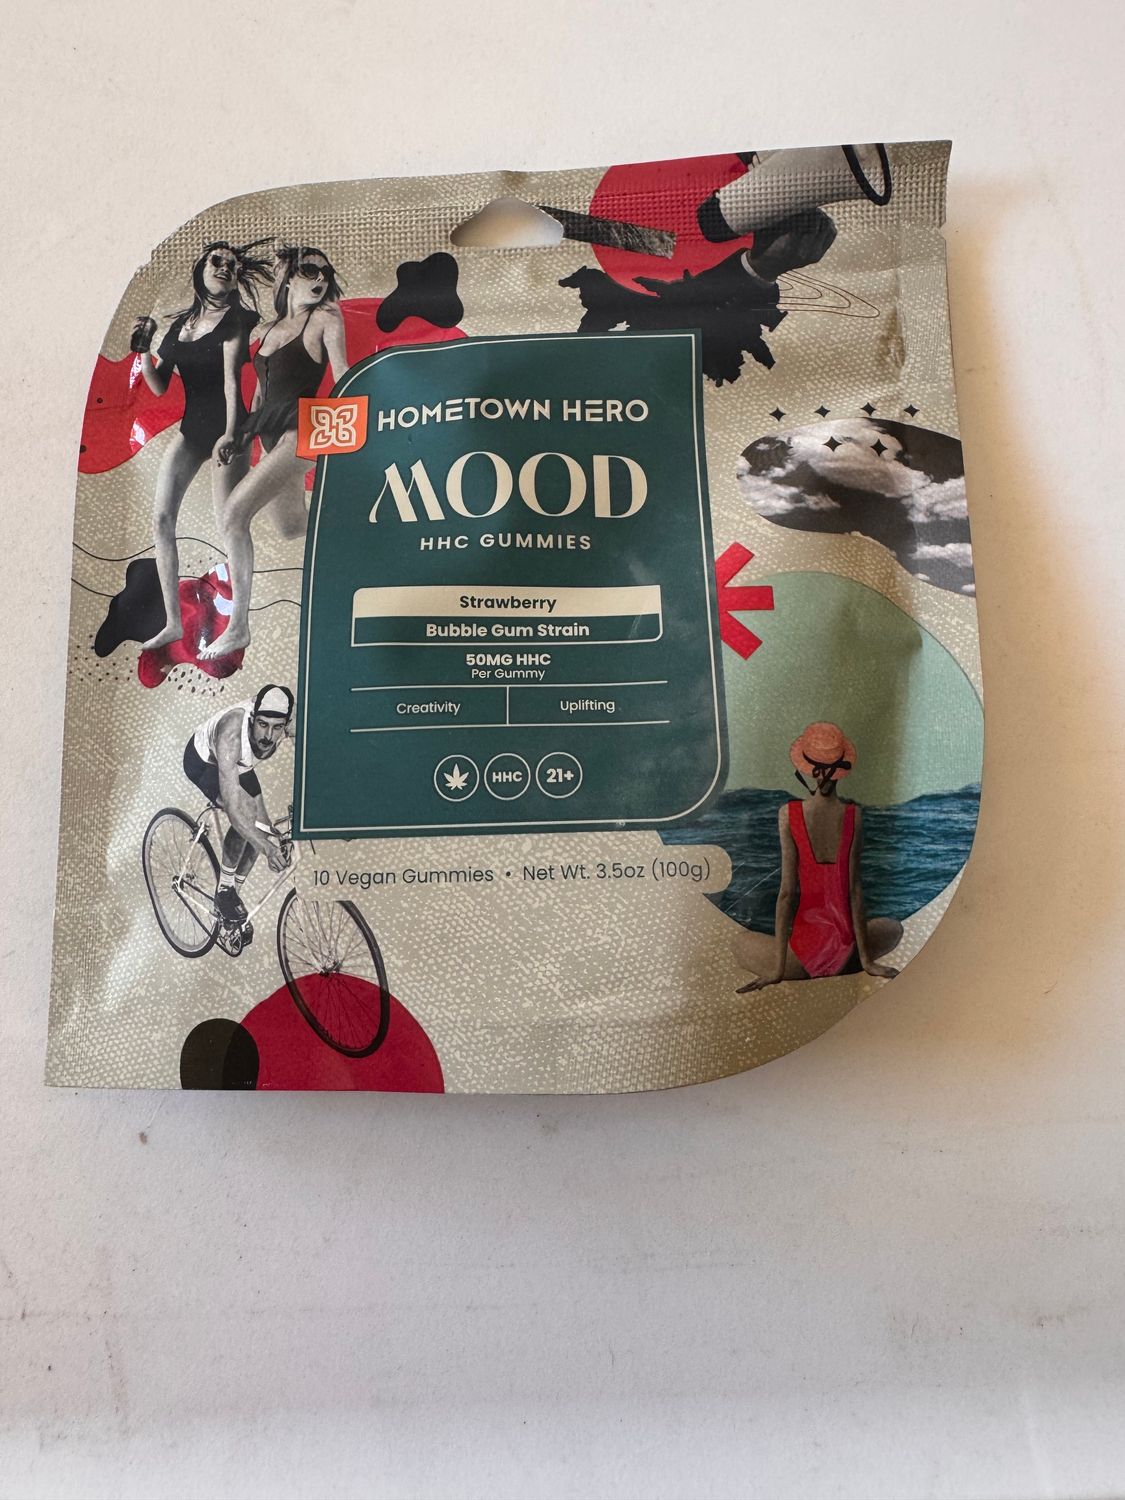 HOMETOWN HERO
MOOD
HHC GUMMIES
Strawberry
Bubble Gum Strain
50MG HHC
Per Gummy
Creativity
Uplifting
HHC
21+
10 Vegan Gummies • Net Wt. 3.5oz (100g)